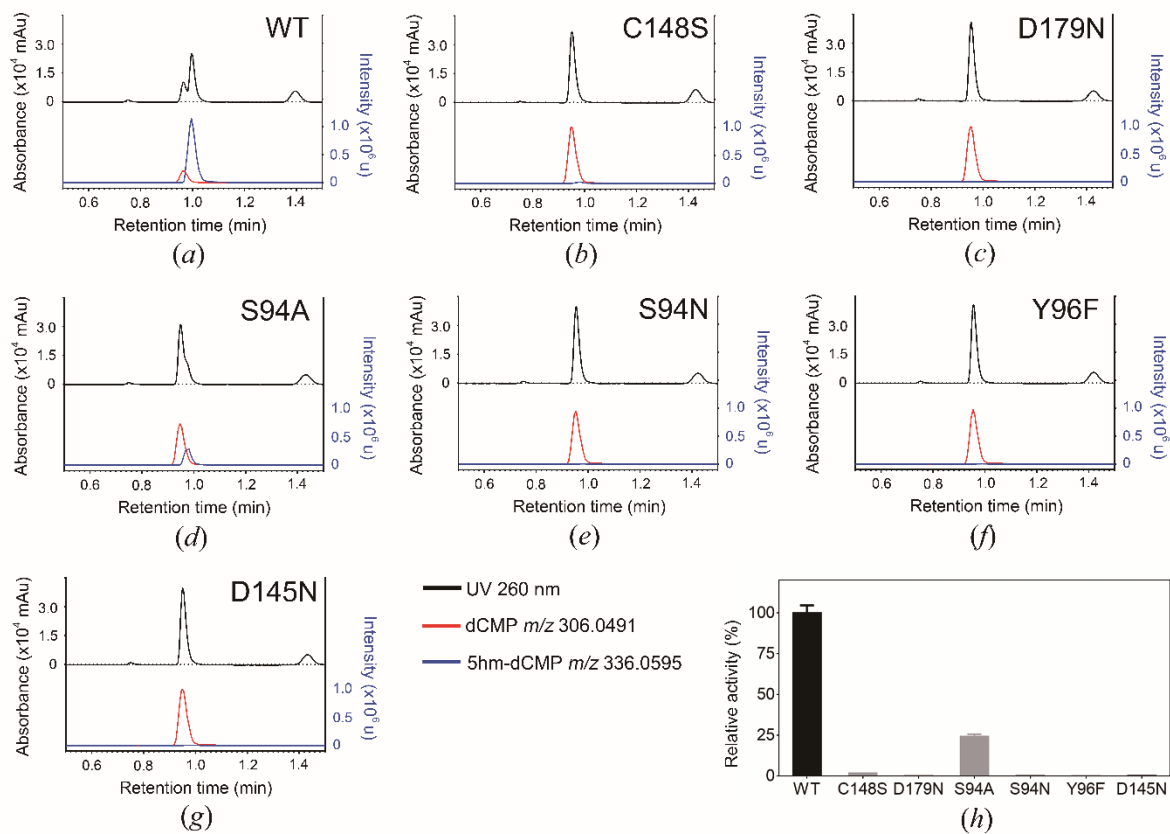 WT
Absorbance (x10⁴ mAu)
3.0
1.5
0
Intensity (x10⁶ u)
1.0
0.5
0
0.6 0.8 1.0 1.2 1.4
Retention time (min)
(a)
C148S
Absorbance (x10⁴ mAu)
3.0
1.5
0
Intensity (x10⁶ u)
1.0
0.5
0
0.6 0.8 1.0 1.2 1.4
Retention time (min)
(b)
D179N
Absorbance (x10⁴ mAu)
3.0
1.5
0
Intensity (x10⁶ u)
1.0
0.5
0
0.6 0.8 1.0 1.2 1.4
Retention time (min)
(c)
S94A
Absorbance (x10⁴ mAu)
3.0
1.5
0
Intensity (x10⁶ u)
1.0
0.5
0
0.6 0.8 1.0 1.2 1.4
Retention time (min)
(d)
S94N
Absorbance (x10⁴ mAu)
3.0
1.5
0
Intensity (x10⁶ u)
1.0
0.5
0
0.6 0.8 1.0 1.2 1.4
Retention time (min)
(e)
Y96F
Absorbance (x10⁴ mAu)
3.0
1.5
0
Intensity (x10⁶ u)
1.0
0.5
0
0.6 0.8 1.0 1.2 1.4
Retention time (min)
(f)
D145N
Absorbance (x10⁴ mAu)
3.0
1.5
0
Intensity (x10⁶ u)
1.0
0.5
0
0.6 0.8 1.0 1.2 1.4
Retention time (min)
(g)
UV 260 nm
dCMP m/z 306.0491
5hm-dCMP m/z 336.0595
Relative activity (%)
100
75
50
25
0
WT C148S D179N S94A S94N Y96F D145N
(h)